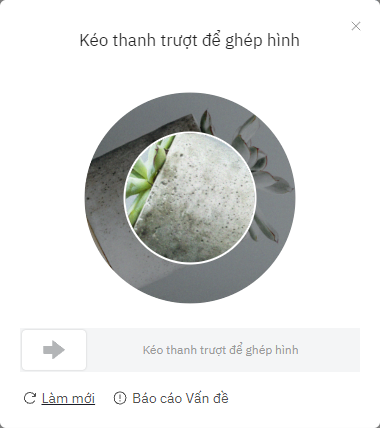 Kéo thanh trượt để ghép hình
Kéo thanh trượt để ghép hình
Làm mới
Báo cáo Vấn đề